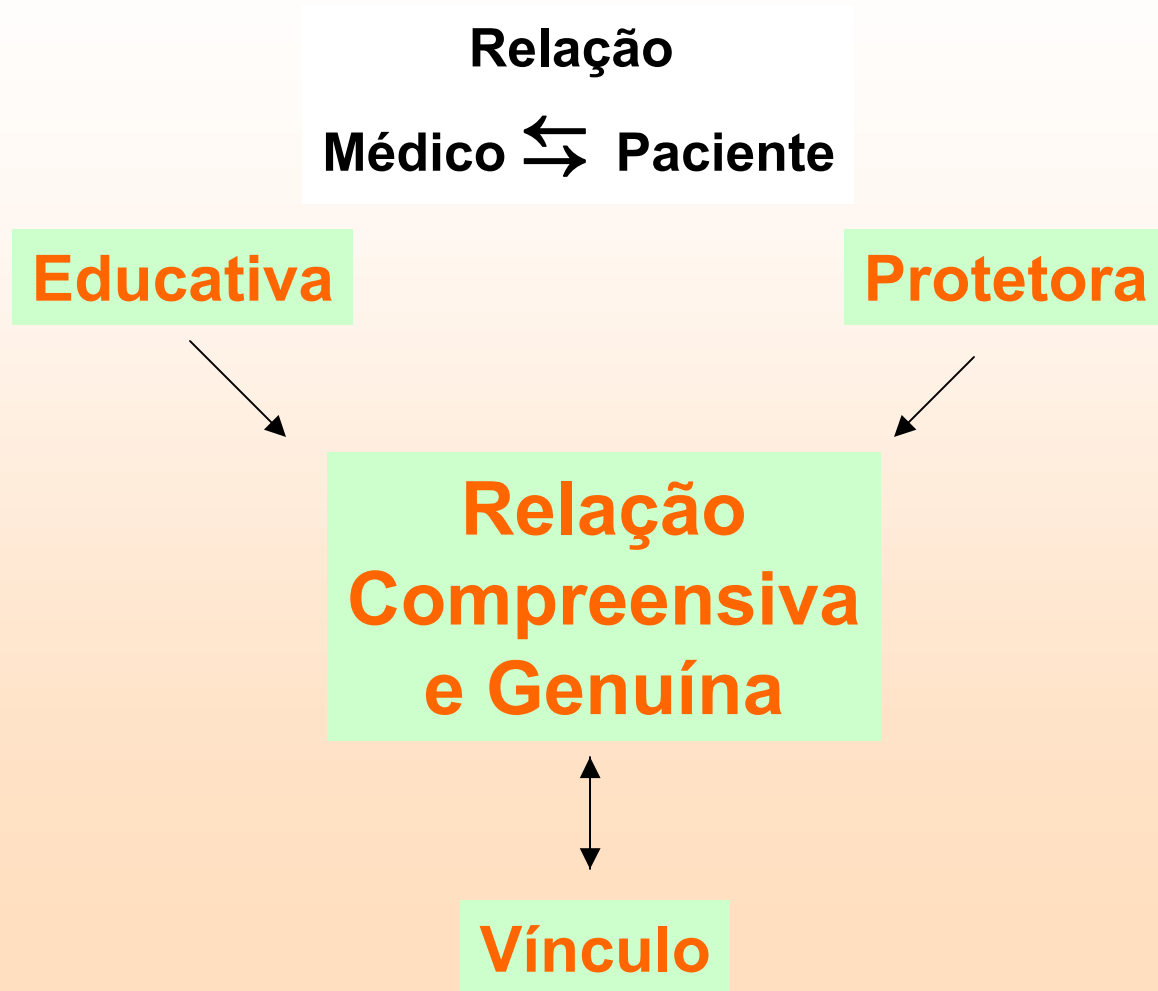 Relação
Médico ⇆ Paciente
Educativa
Protetora
Relação
Compreensiva
e Genuína
Vínculo